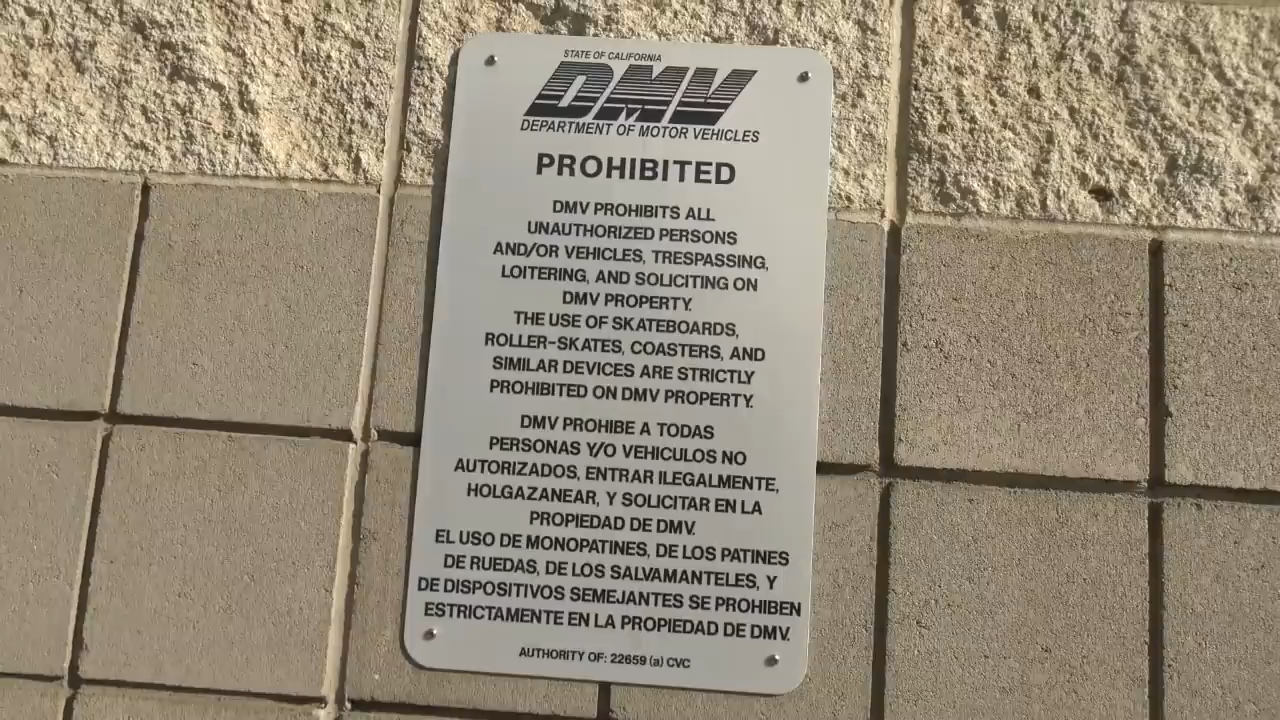 STATE OF CALIFORNIA
DMV
DEPARTMENT OF MOTOR VEHICLES
PROHIBITED
DMV PROHIBITS ALL
UNAUTHORIZED PERSONS
AND/OR VEHICLES, TRESPASSING,
LOITERING, AND SOLICITING ON
DMV PROPERTY.
THE USE OF SKATEBOARDS,
ROLLER-SKATES, COASTERS, AND
SIMILAR DEVICES ARE STRICTLY
PROHIBITED ON DMV PROPERTY.
DMV PROHIBE A TODAS
PERSONAS Y/O VEHICULOS NO
AUTORIZADOS, ENTRAR ILEGALMENTE,
HOLGAZANEAR, Y SOLICITAR EN LA
PROPIEDAD DE DMV.
EL USO DE MONOPATINES, DE LOS PATINES
DE RUEDAS, DE LOS SALVAMANTELES, Y
DE DISPOSITIVOS SEMEJANTES SE PROHIBEN
ESTRICTAMENTE EN LA PROPIEDAD DE DMV.
AUTHORITY OF: 22659 (a) CVC